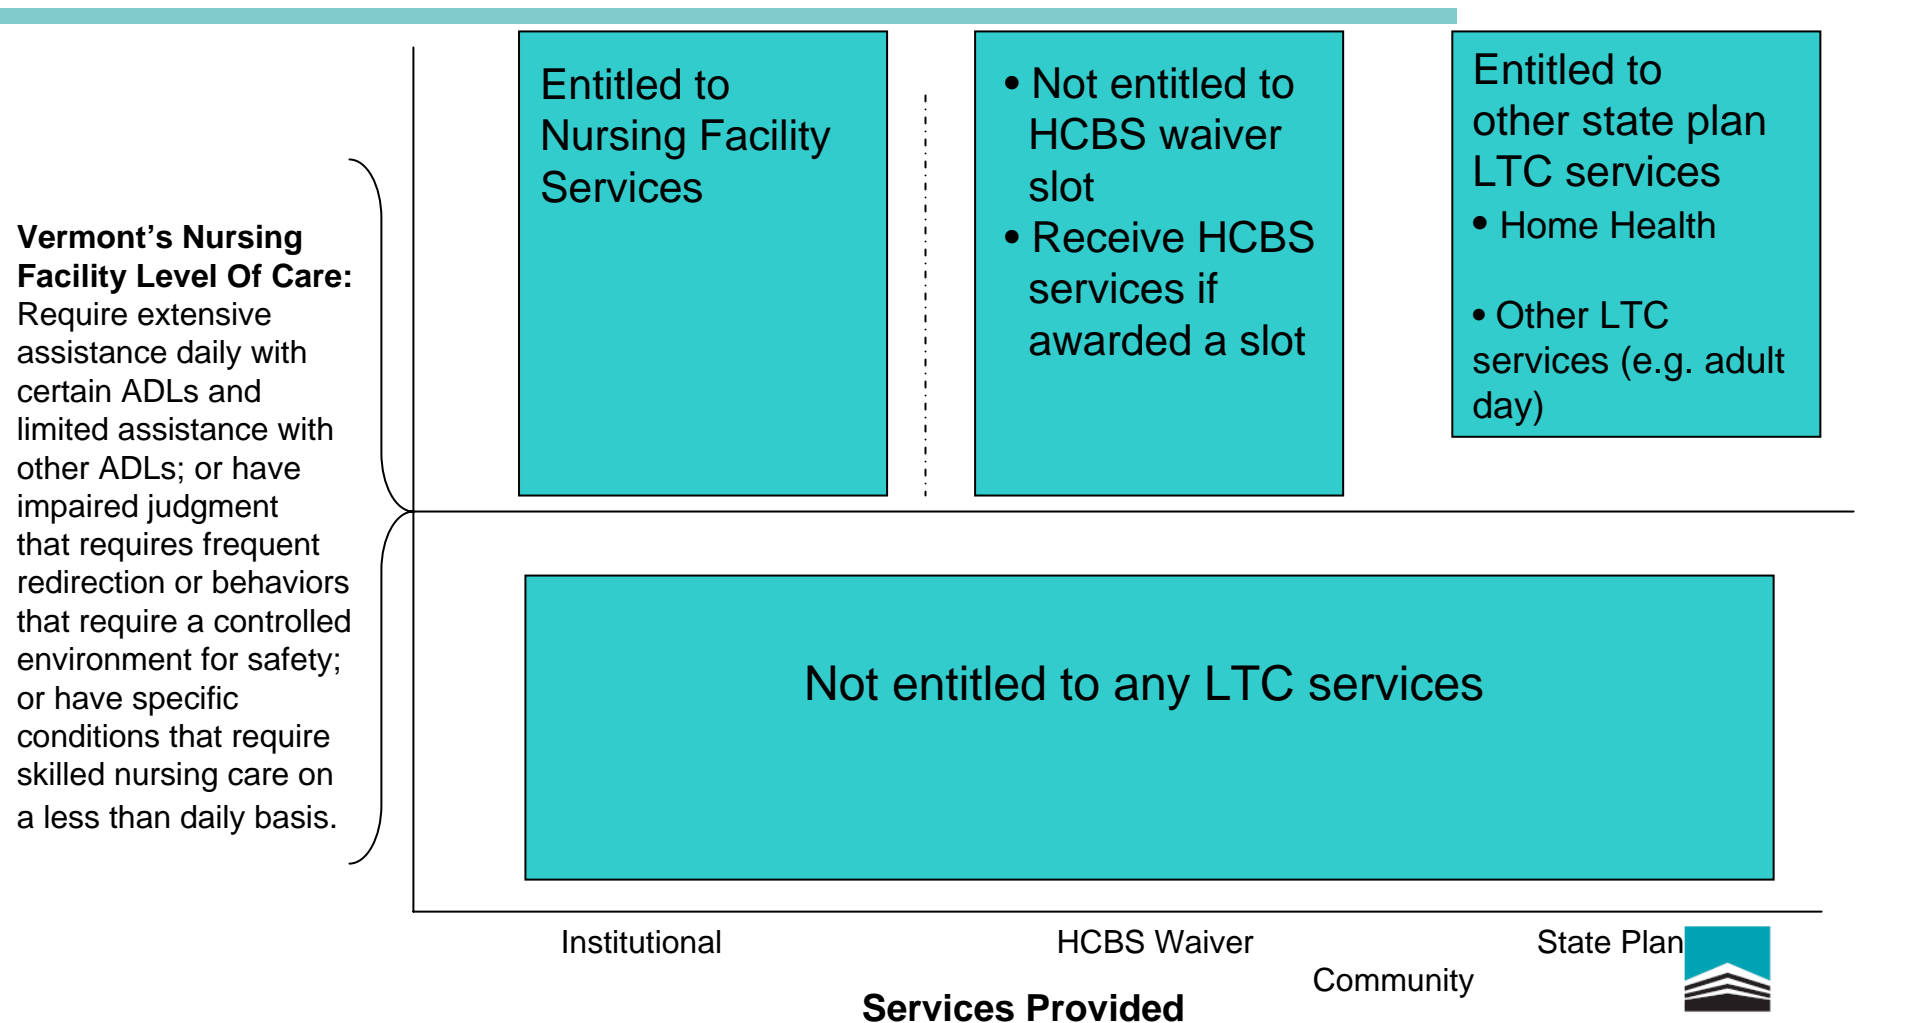 Vermont’s Nursing
Facility Level Of Care:
Require extensive
assistance daily with
certain ADLs and
limited assistance with
other ADLs; or have
impaired judgment
that requires frequent
redirection or behaviors
that require a controlled
environment for safety;
or have specific
conditions that require
skilled nursing care on
a less than daily basis.
Entitled to
Nursing Facility
Services
• Not entitled to
HCBS waiver
slot
• Receive HCBS
services if
awarded a slot
Entitled to
other state plan
LTC services
• Home Health
• Other LTC
services (e.g. adult
day)
Not entitled to any LTC services
Institutional
HCBS Waiver
State Plan
Community
Services Provided